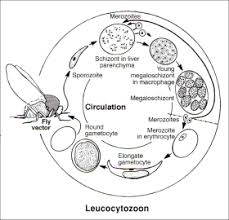 Merozoites
Schizont in liver
parenchyma
Young
megaloschizont
in macrophage
Sporozoite
Circulation
Megaloschizont
Merozoites
Merozoite
in erythrocyte
Fly
vector
Round
gametocyte
Elongate
gametocyte
Leucocytozoon